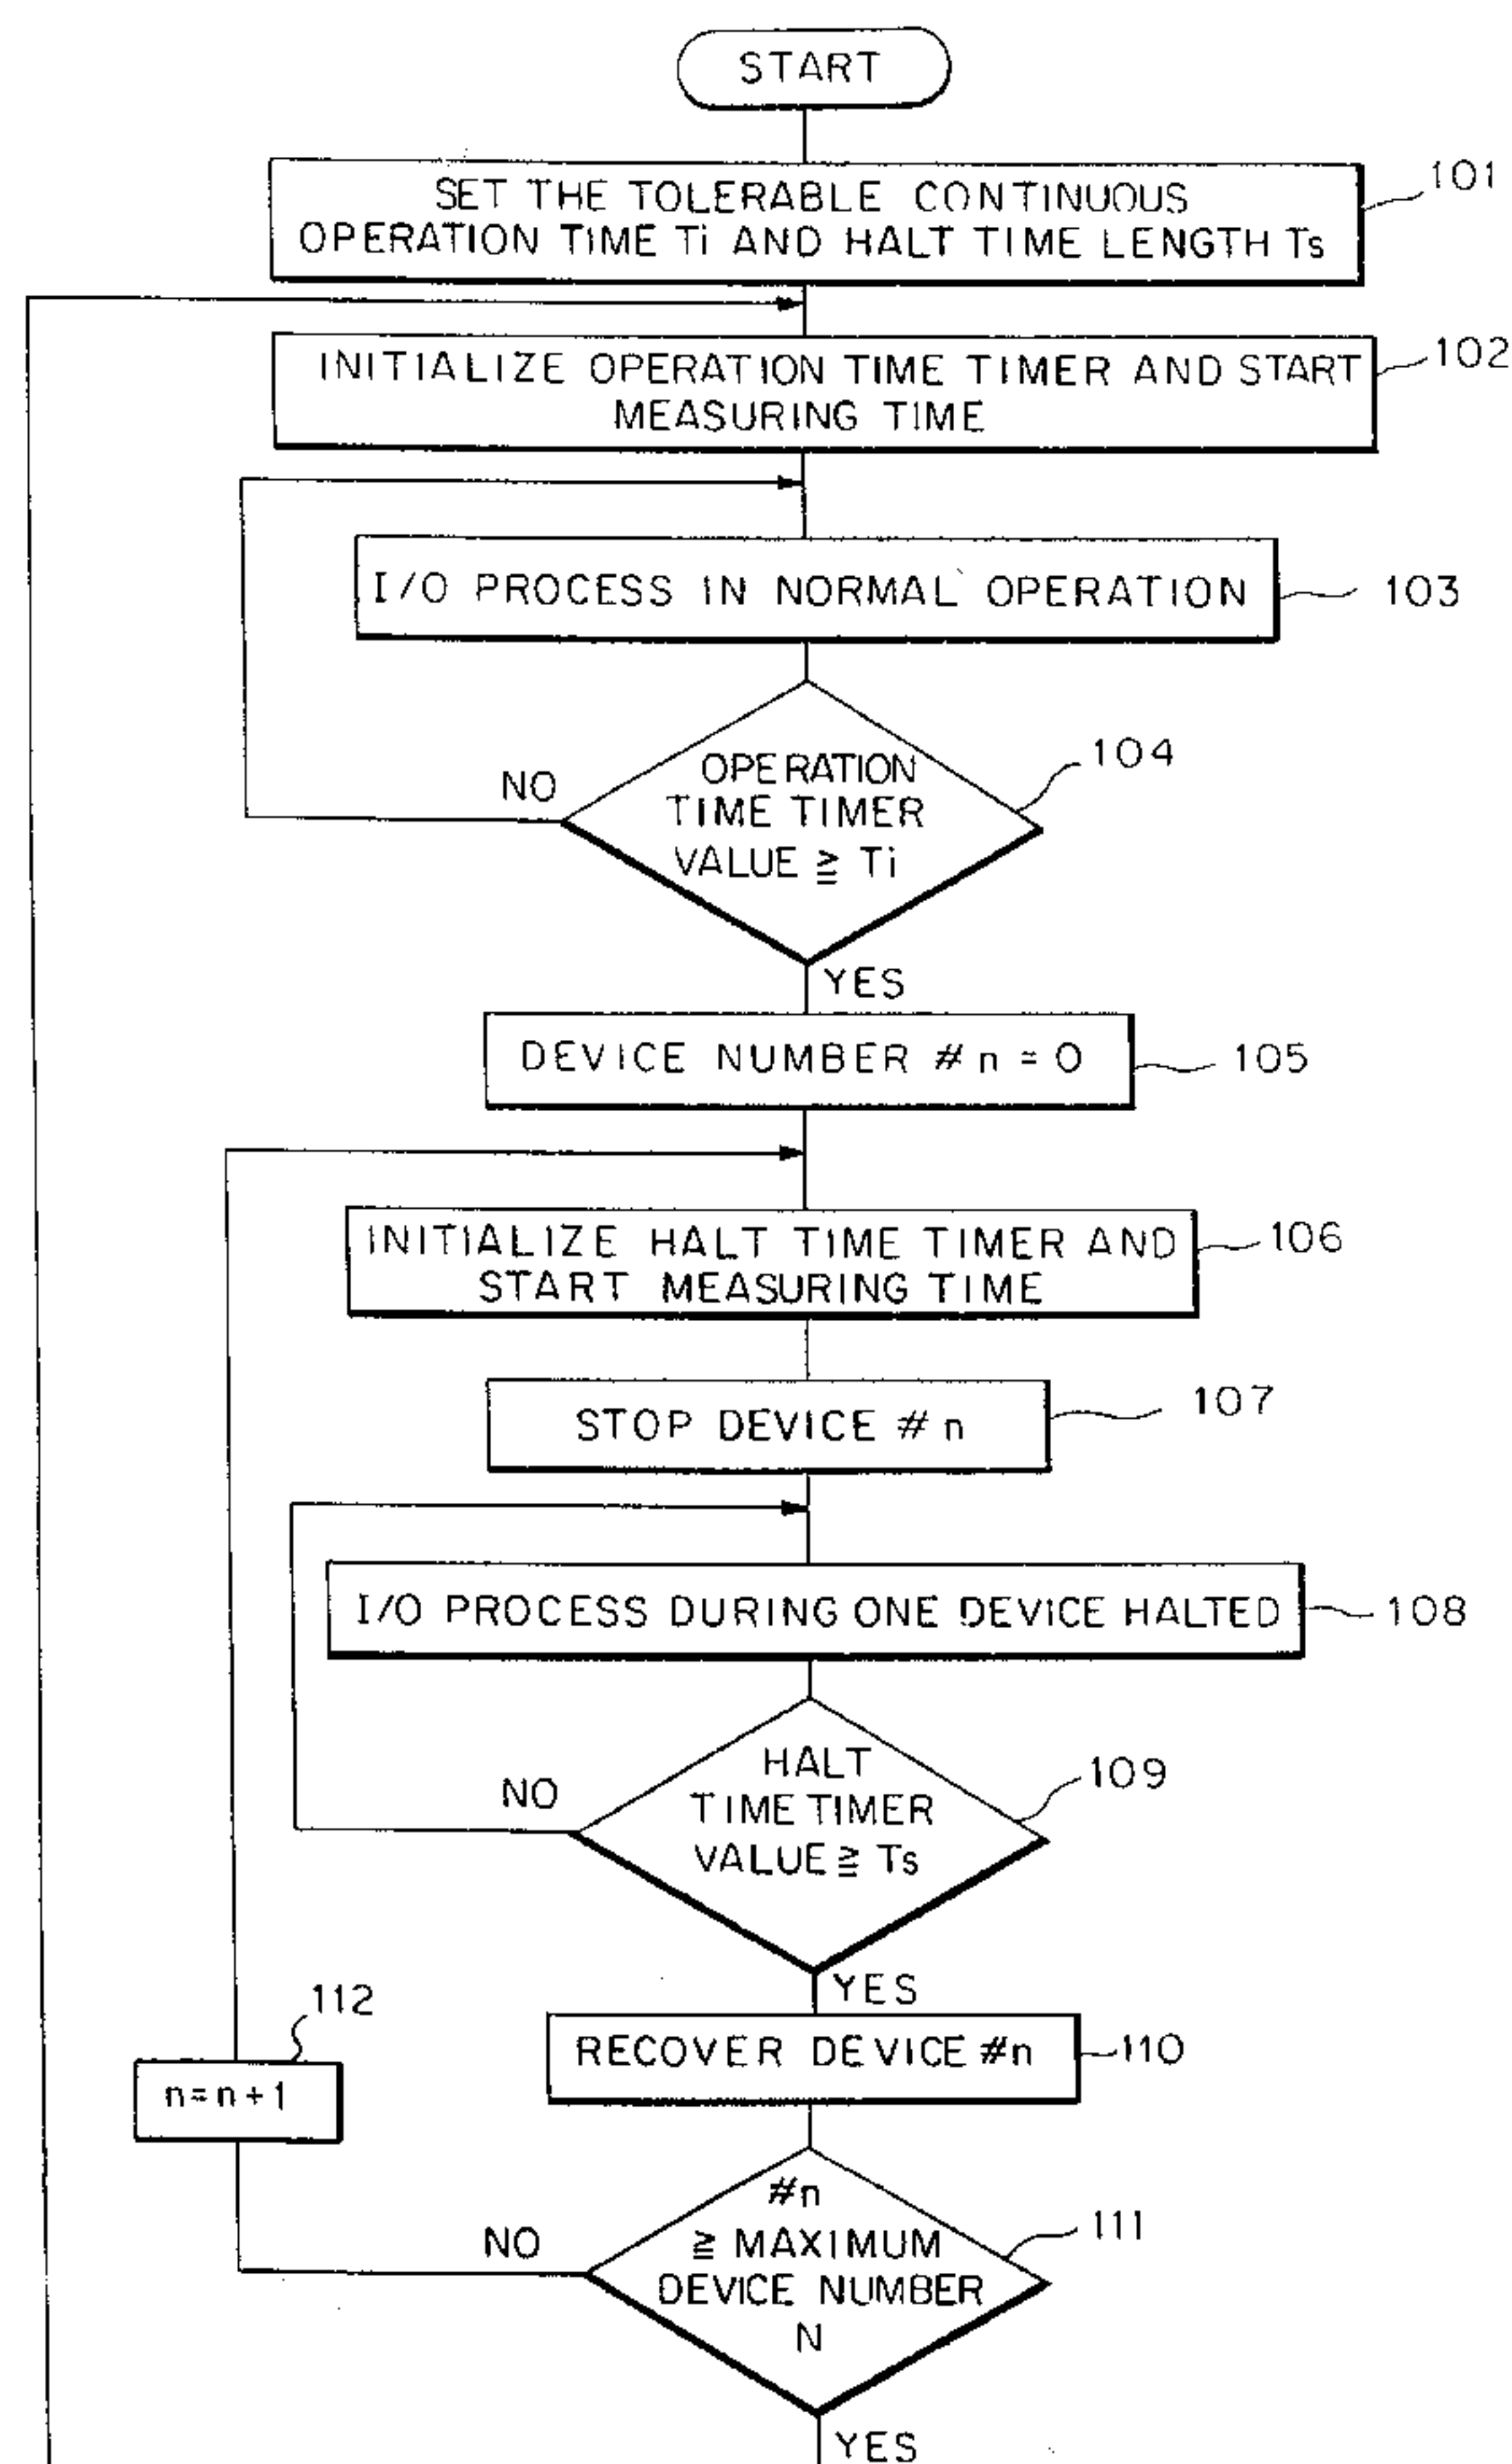 START
SET THE TOLERABLE CONTINUOUS
OPERATION TIME Ti AND HALT TIME LENGTH Ts
101
INITIALIZE OPERATION TIME TIMER AND START
MEASURING TIME
102
I/O PROCESS IN NORMAL OPERATION
103
OPERATION
TIME TIMER
VALUE ≧ Ti
104
NO
YES
DEVICE NUMBER #n = 0
105
INITIALIZE HALT TIME TIMER AND
START MEASURING TIME
106
STOP DEVICE #n
107
I/O PROCESS DURING ONE DEVICE HALTED
108
HALT
TIME TIMER
VALUE ≧ Ts
109
NO
YES
112
n=n+1
RECOVER DEVICE #n
110
#n
≧ MAXIMUM
DEVICE NUMBER
N
111
NO
YES